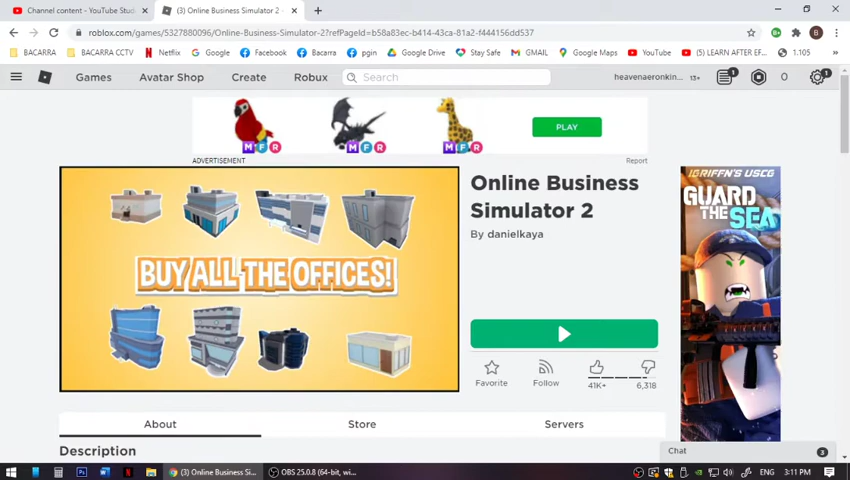 Channel content - YouTube Stud
(3) Online Business Simulator 2 -
roblox.com/games/5327880096/Online-Business-Simulator-2?refPageId=b58a83ec-b414-43ca-81a2-f444156dd537
BACARRA
BACARRA CCTV
Netflix
Google
Facebook
Bacarra
pgin
Google Drive
Stay Safe
GMAIL
Google Maps
YouTube
(5) LEARN AFTER EF...
1.105
Games
Avatar Shop
Create
Robux
Search
heavenaeronkin...
13+
1
0
1
M F R
M F R
M F R
PLAY
ADVERTISEMENT
Report
BUY ALL THE OFFICES!
Online Business
Simulator 2
By danielkaya
IGRIFFN'S USCG
GUARD
THE SEA
Favorite
Follow
41K+
6,318
About
Store
Servers
Description
Chat
3
(3) Online Business Si...
OBS 25.0.8 (64-bit, wi...
ENG
3:11 PM